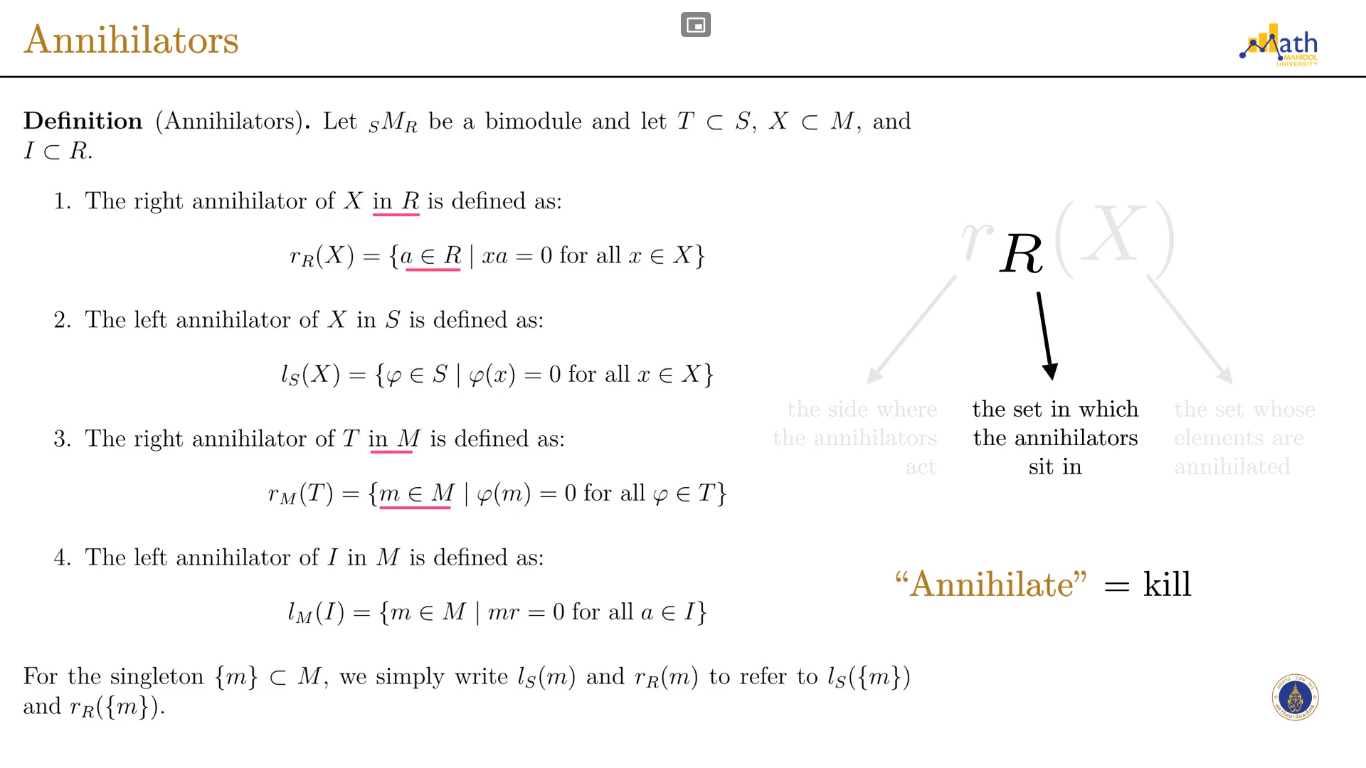 Annihilators
Math
MAHIDOL
UNIVERSITY
Definition (Annihilators). Let $_SM_R$ be a bimodule and let $T \subset S$, $X \subset M$, and
$I \subset R$.
1. The right annihilator of $X$ in $R$ is defined as:
$r_R(X) = \{a \in R \mid xa = 0 \text{ for all } x \in X\}$
2. The left annihilator of $X$ in $S$ is defined as:
$l_S(X) = \{\varphi \in S \mid \varphi(x) = 0 \text{ for all } x \in X\}$
3. The right annihilator of $T$ in $M$ is defined as:
$r_M(T) = \{m \in M \mid \varphi(m) = 0 \text{ for all } \varphi \in T\}$
4. The left annihilator of $I$ in $M$ is defined as:
$l_M(I) = \{m \in M \mid mr = 0 \text{ for all } a \in I\}$
For the singleton $\{m\} \subset M$, we simply write $l_S(m)$ and $r_R(m)$ to refer to $l_S(\{m\})$
and $r_R(\{m\})$.
$r_R(X)$
the side where
the annihilators
act
the set in which
the annihilators
sit in
the set whose
elements are
annihilated
“Annihilate” = kill